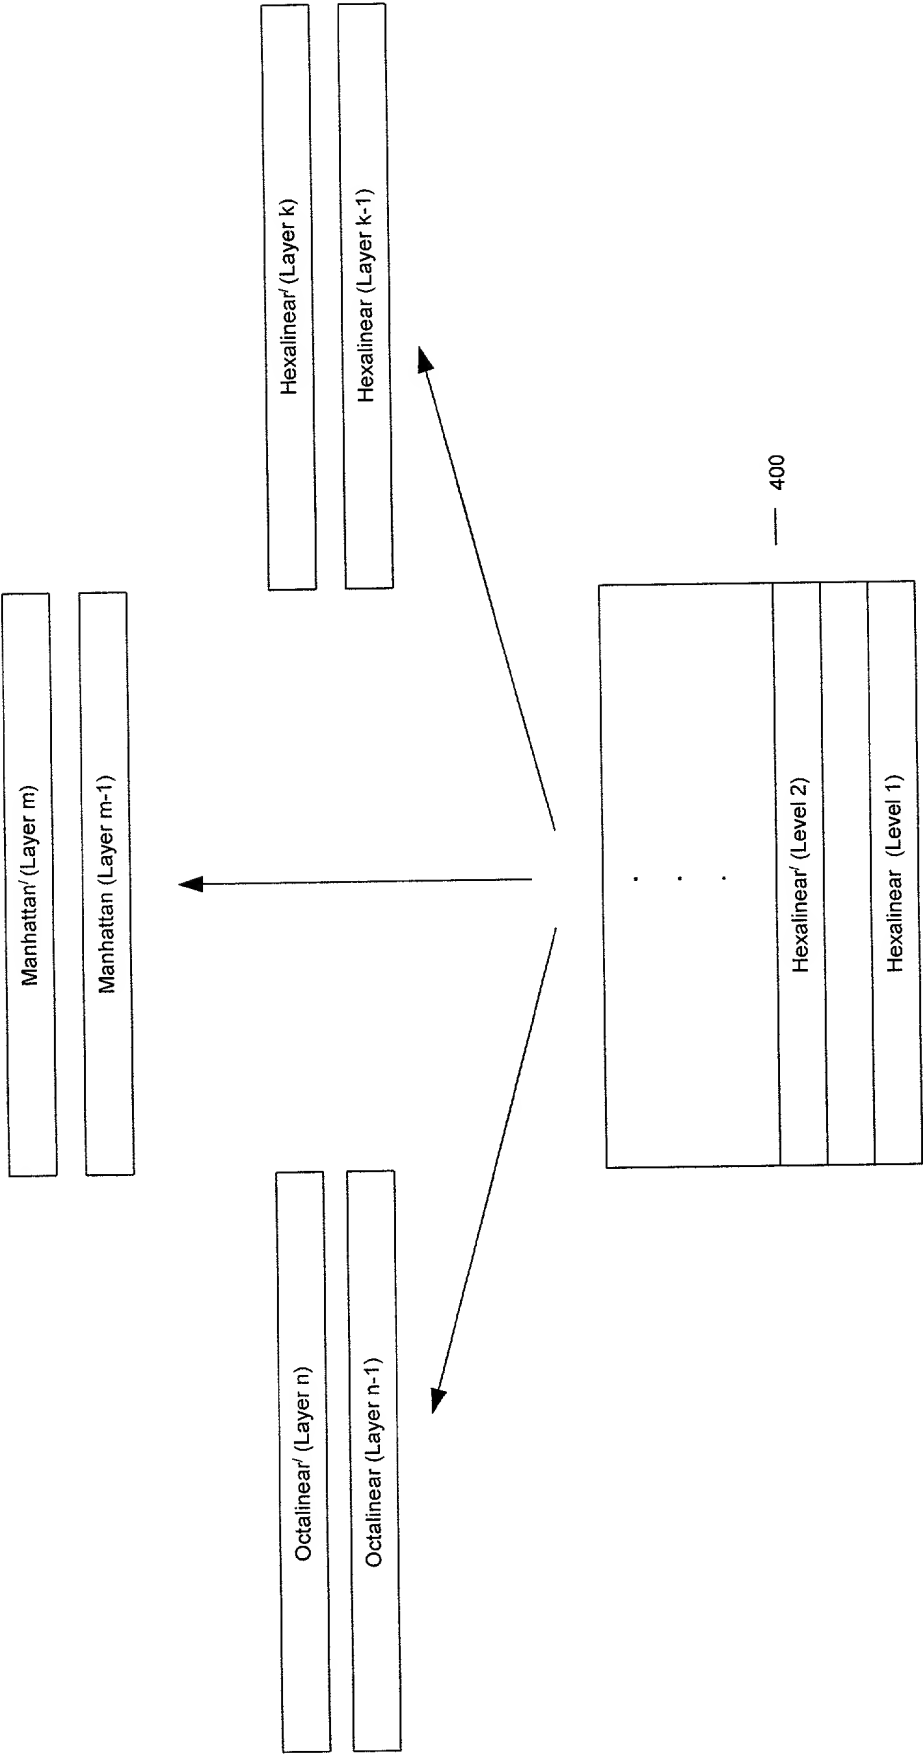 Manhattan' (Layer m)
Manhattan (Layer m-1)
Octalinear' (Layer n)
Octalinear (Layer n-1)
Hexalinear' (Layer k)
Hexalinear (Layer k-1)
400
Hexalinear' (Level 2)
Hexalinear (Level 1)